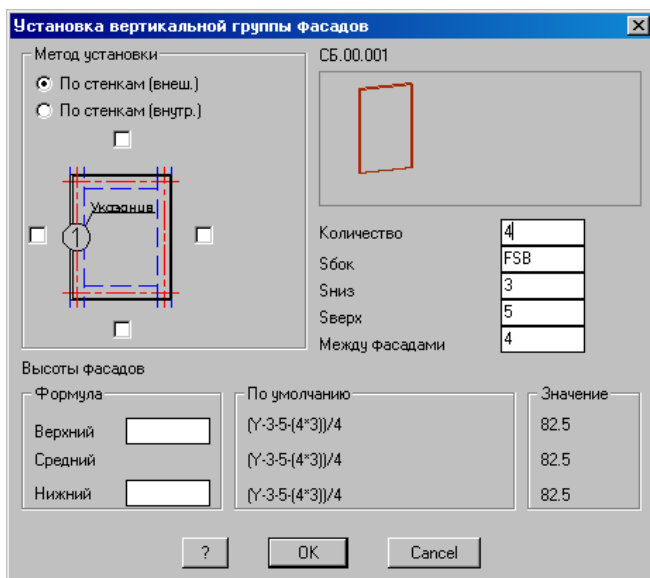 Установка вертикальной группы фасадов
Метод установки
По стенкам (внеш.)
По стенкам (внутр.)
Указание
1
СБ.00.001
Количество 4
Sбок FSB
Sниз 3
Sверх 5
Между фасадами 4
Высоты фасадов
Формула По умолчанию Значение
Верхний (Y-3-5-(4*3))/4 82.5
Средний (Y-3-5-(4*3))/4 82.5
Нижний (Y-3-5-(4*3))/4 82.5
? OK Cancel